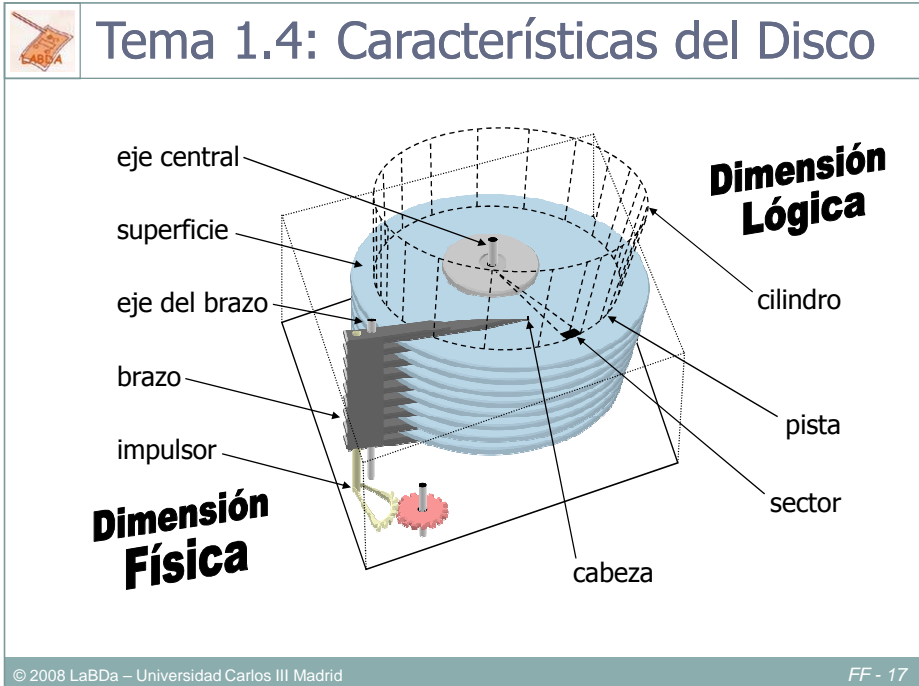 LABDA
Tema 1.4: Características del Disco
eje central
superficie
eje del brazo
brazo
impulsor
Dimensión
Física
Dimensión
Lógica
cilindro
pista
sector
cabeza
© 2008 LaBDa – Universidad Carlos III Madrid
FF - 17